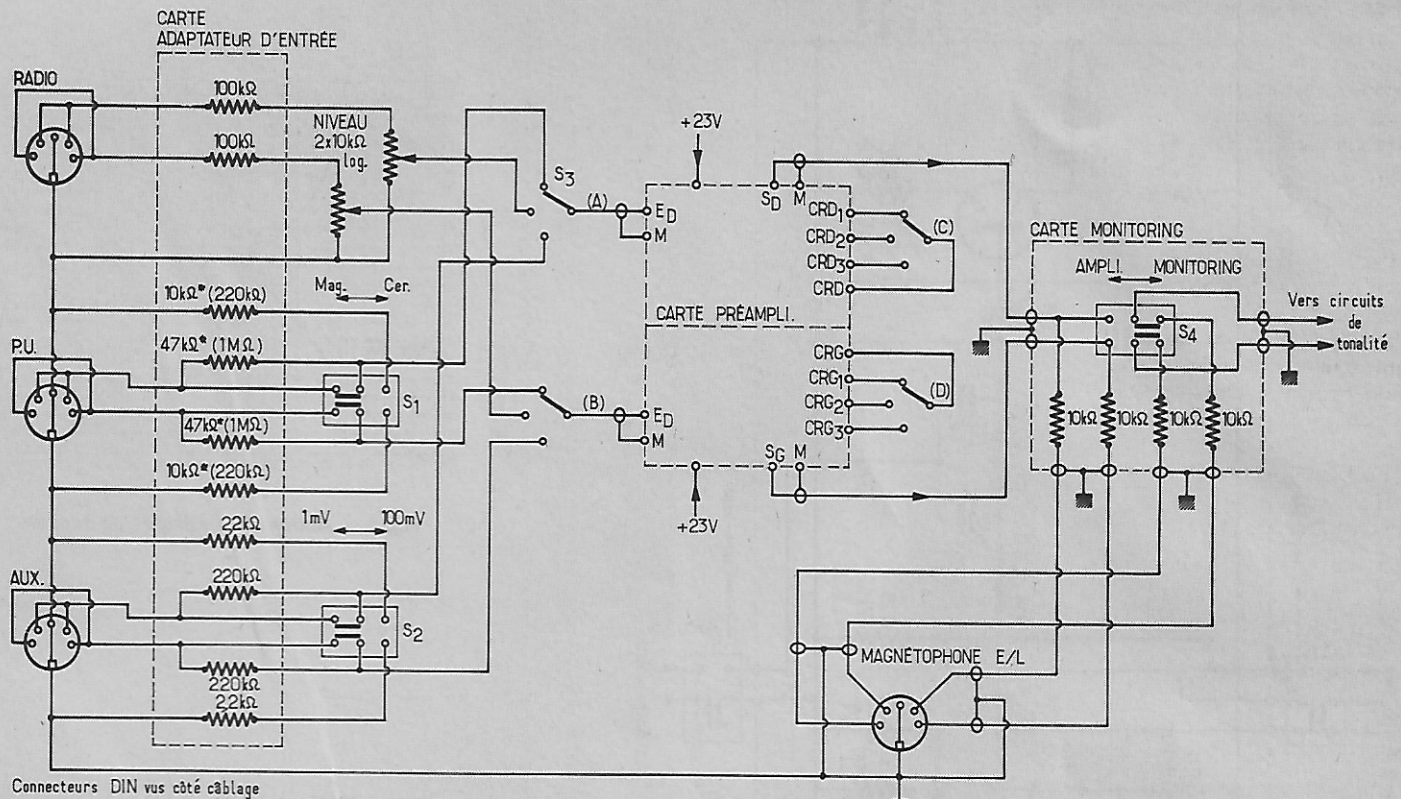 CARTE
ADAPTATEUR D'ENTRÉE
RADIO
100kΩ
100kΩ
NIVEAU
2x10kΩ
log.
S3
(A)
+23V
ED
M
SD M
CRD1
CRD2
CRD3
CRD
(C)
CARTE MONITORING
AMPLI. MONITORING
S4
Vers circuits
de
tonalité
10kΩ 10kΩ 10kΩ 10kΩ
Mag. Cer.
10kΩ* (220kΩ)
47kΩ* (1MΩ)
P.U.
S1
47kΩ* (1MΩ)
10kΩ* (220kΩ)
CARTE PRÉAMPLI.
(B)
ED
M
CRG
CRG1
CRG2
CRG3
(D)
SG M
+23V
1mV 100mV
2,2kΩ
AUX.
220kΩ
S2
220kΩ
2,2kΩ
MAGNÉTOPHONE E/L
Connecteurs DIN vus côté câblage